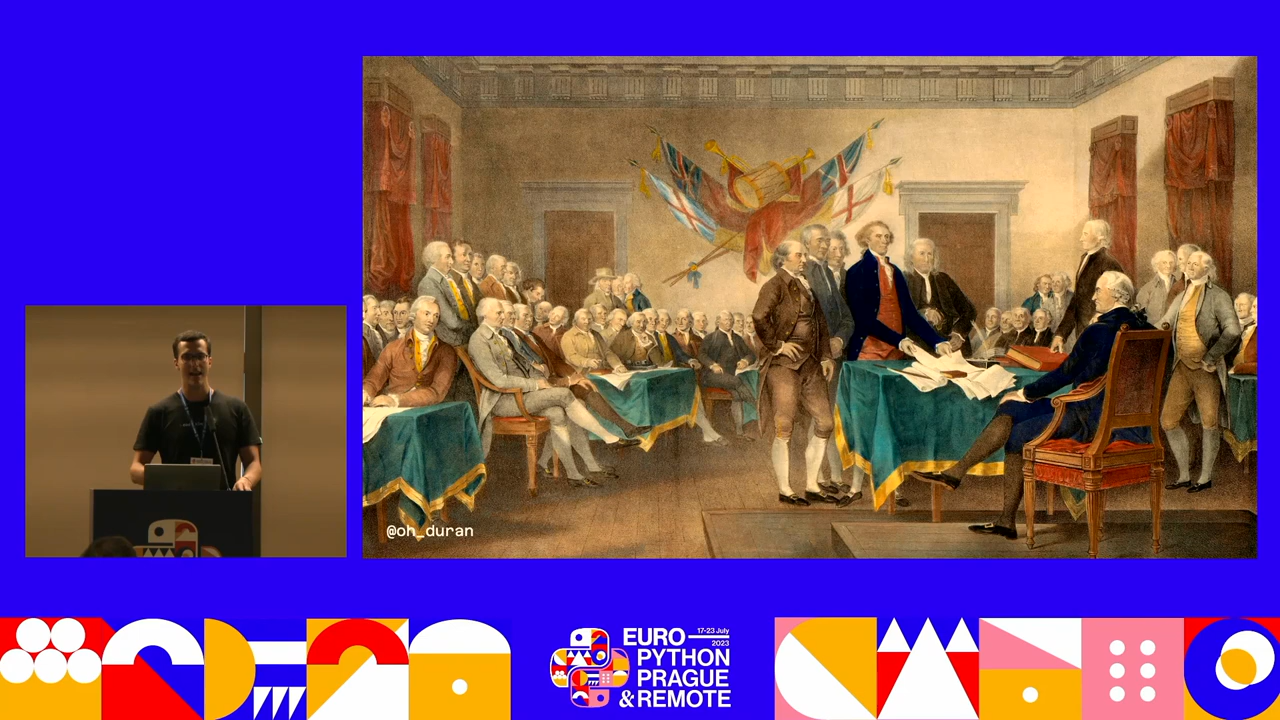 @oh_duran
EURO
17-23 July
2023
PYTHON
PRAGUE
& REMOTE